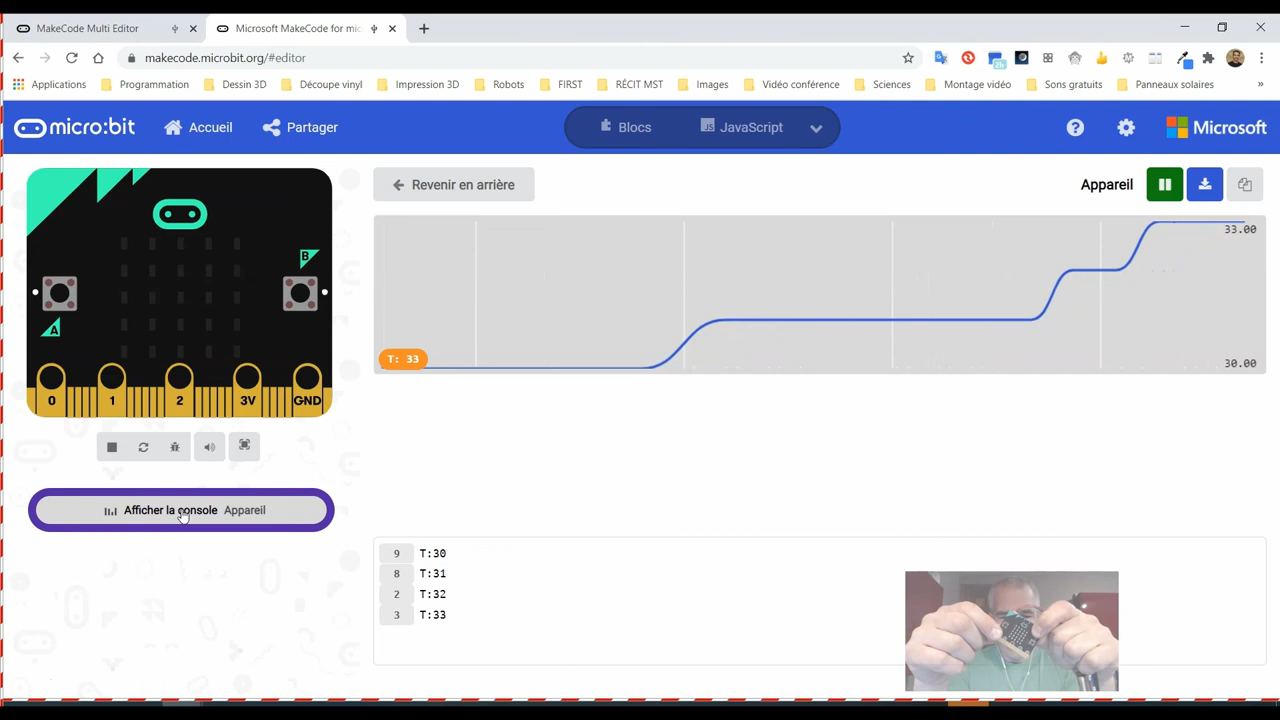 MakeCode Multi Editor
Microsoft MakeCode for mic
makecode.microbit.org/#editor
Applications
Programmation
Dessin 3D
Découpe vinyl
Impression 3D
Robots
FIRST
RÉCIT MST
Images
Vidéo conférence
Sciences
Montage vidéo
Sons gratuits
Panneaux solaires
»
micro:bit
Accueil
Partager
Blocs
JS JavaScript
Microsoft
Revenir en arrière
Appareil
33.00
T: 33
30.00
B
A
0 1 2 3V GND
Afficher la console Appareil
9 T:30
8 T:31
2 T:32
3 T:33